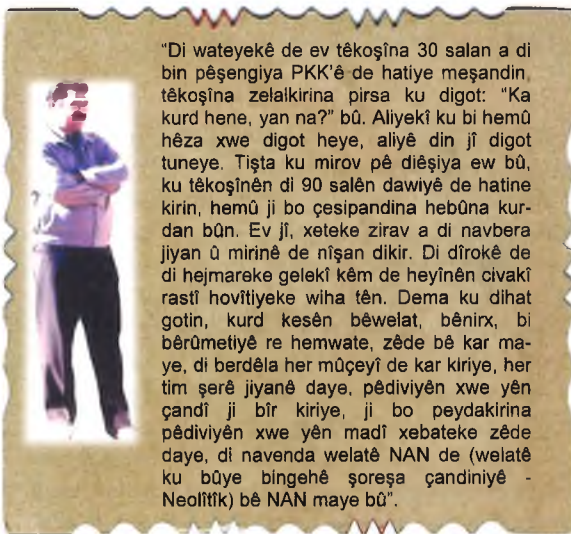 "Di wateyekê de ev têkoşîna 30 salan a di
bin pêşengiya PKK'ê de hatiye meşandin,
têkoşîna zelalkirina pirsa ku digot: "Ka
kurd hene, yan na?" bû. Aliyekî ku bi hemû
hêza xwe digot heye, aliyê din jî digot
tuneye. Tişta ku mirov pê diêşiya ew bû,
ku têkoşînên di 90 salên dawiyê de hatine
kirin, hemû ji bo çesipandina hebûna kur-
dan bûn. Ev jî, xeteke zirav a di navbera
jiyan û mirinê de nîşan dikir. Di dîrokê de
di hejmareke gelekî kêm de heyînên civakî
rastî hovîtiyeke wiha tên. Dema ku dihat
gotin, kurd kesên bêwelat, bênirx, bi
bêrûmetiyê re hemwate, zêde bê kar ma-
ye, di berdêla her mûçeyî de kar kiriye, her
tim şerê jiyanê daye, pêdiviyên xwe yên
çandî ji bîr kiriye, ji bo peydakirina
pêdiviyên xwe yên madî xebateke zêde
daye, di navenda welatê NAN de (welatê
ku bûye bingehê şoreşa çandiniyê -
Neolîtîk) bê NAN maye bû".